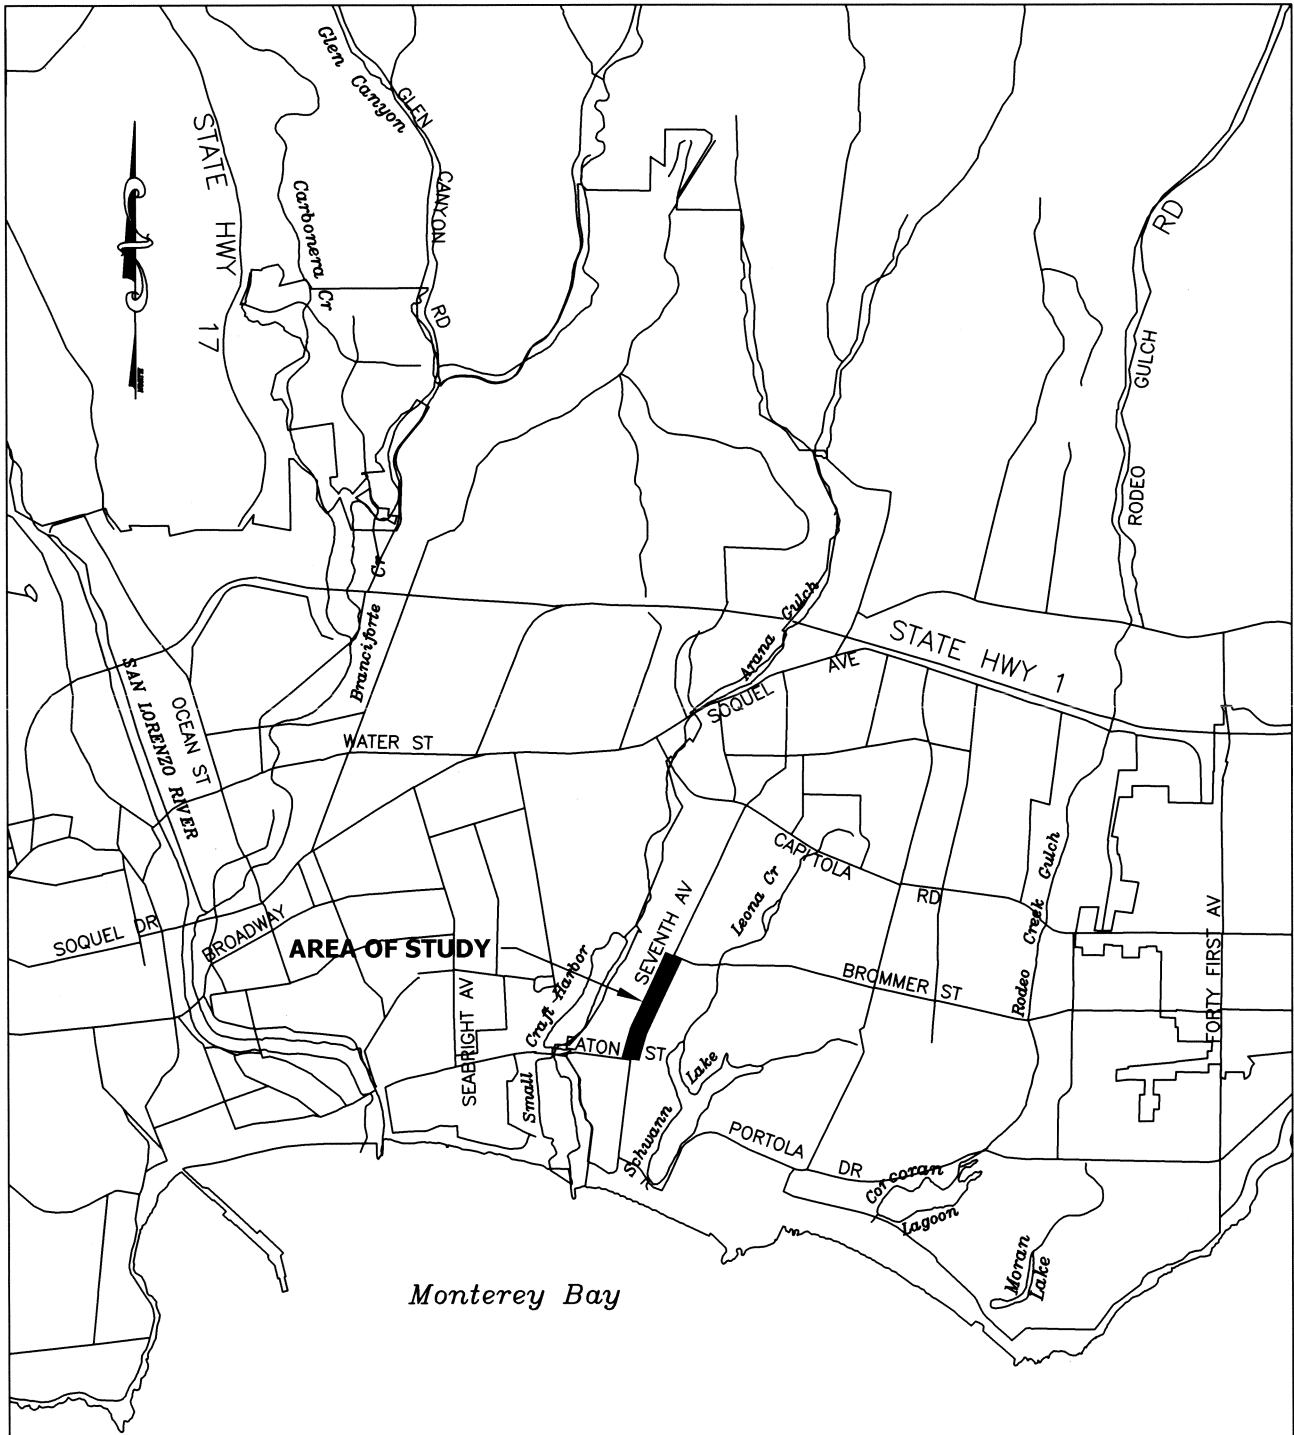 Glen Canyon
GLEN CANYON RD
STATE HWY 17
Carbonera Cr
RD
GULCH
RODEO
Branciforte Cr
Arana Gulch
STATE HWY 1
SAN LORENZO RIVER
OCEAN ST
SOQUEL AVE
WATER ST
CAPITOLA RD
Leona Cr
Rodeo Creek Gulch
SOQUEL DR
BROADWAY
AREA OF STUDY
SEVENTH AV
BROMMER ST
FORTY FIRST AV
SEABRIGHT AV
Small Craft Harbor
EATON ST
Schwann Lake
PORTOLA DR
Corcoran Lagoon
Moran Lake
Monterey Bay